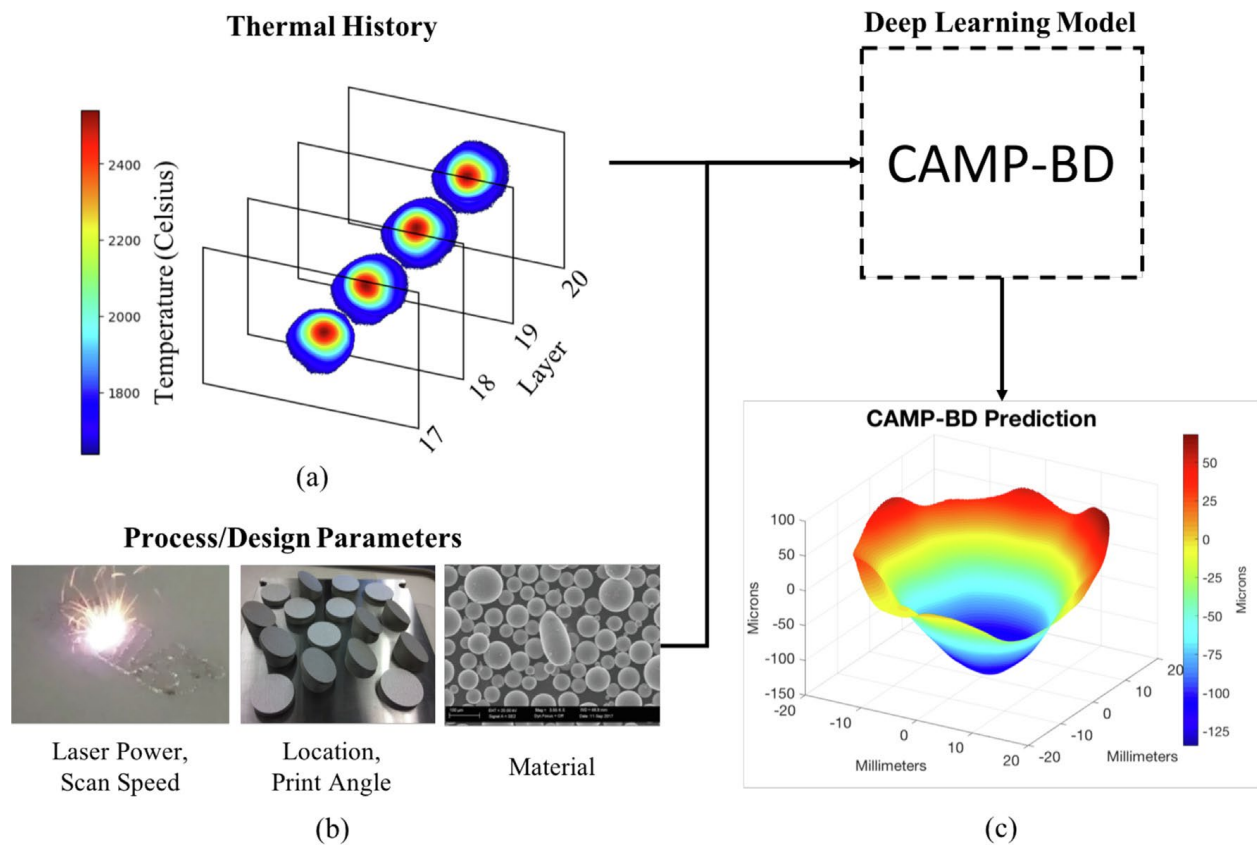 Thermal History
Deep Learning Model
2400
2200
2000
1800
Temperature (Celsius)
20
19
18
17
Layer
CAMP-BD
(a)
Process/Design Parameters
Laser Power,
Scan Speed
Location,
Print Angle
Material
(b)
CAMP-BD Prediction
100
50
0
-50
-100
-150
Microns
-20
-10
0
10
20
Millimeters
20
10
0
-10
-20
Millimeters
50
25
0
-25
-50
-75
-100
-125
Microns
(c)